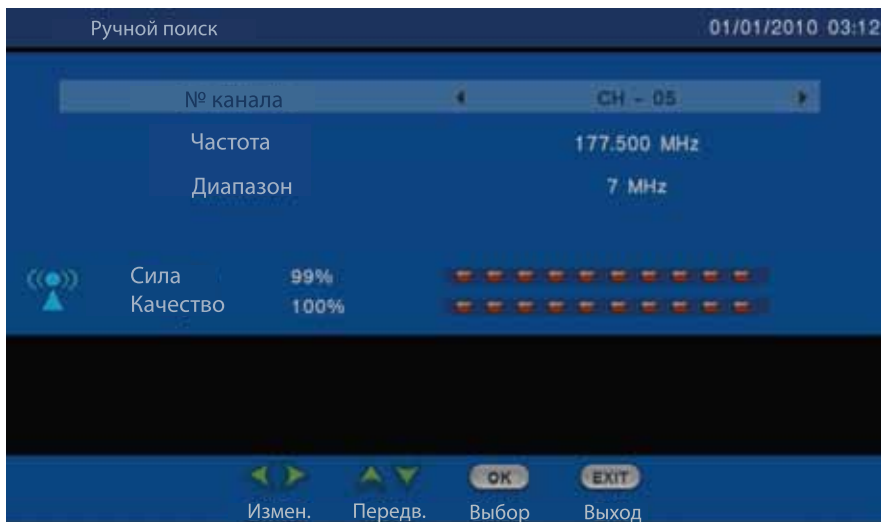 Ручной поиск 01/01/2010 03:12
№ канала CH - 05
Частота 177.500 MHz
Диапазон 7 MHz
Сила 99%
Качество 100%
OK EXIT
Измен. Передв. Выбор Выход